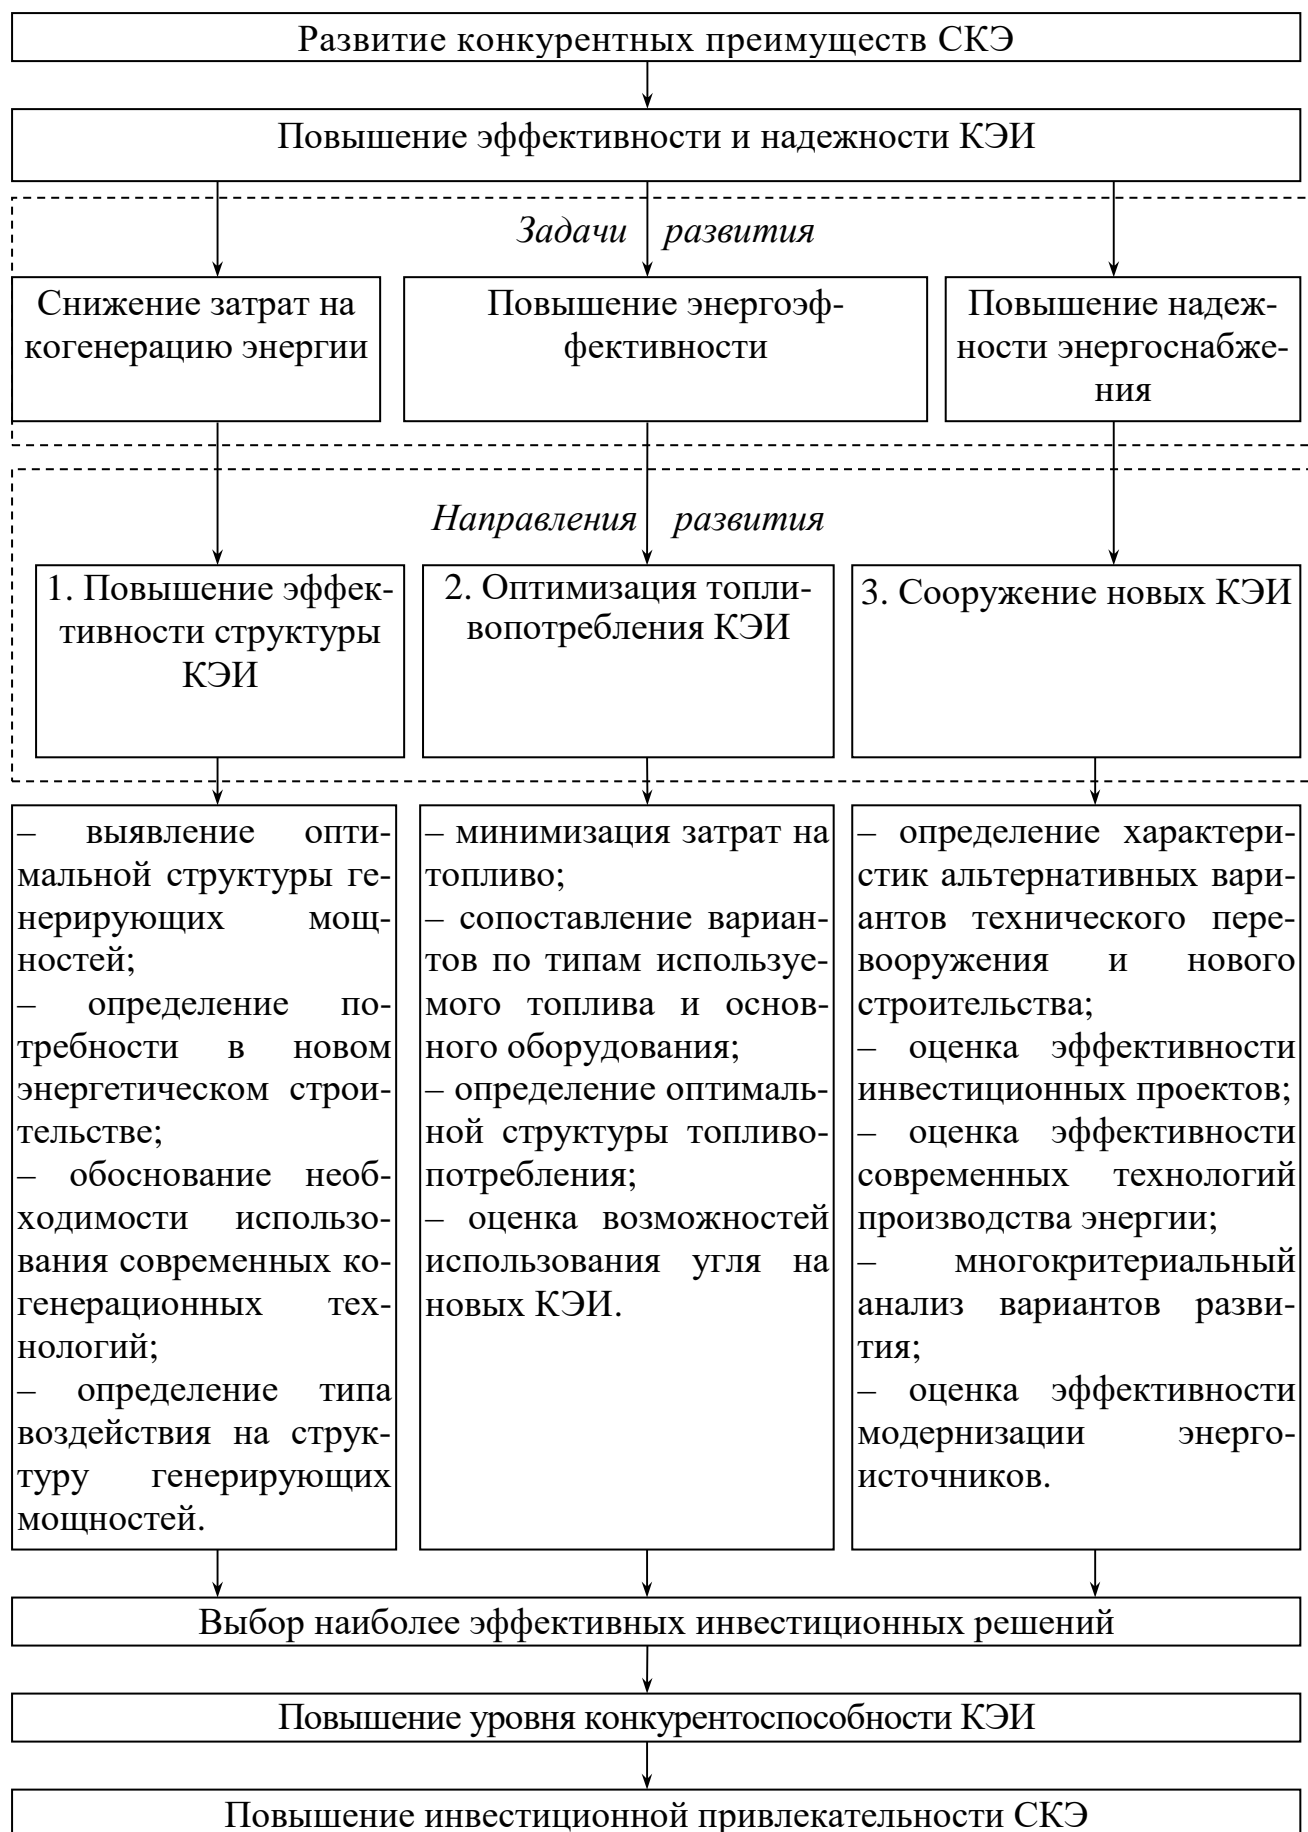 Развитие конкурентных преимуществ СКЭ
Повышение эффективности и надежности КЭИ
Задачи развития
Снижение затрат на
когенерацию энергии
Повышение энергоэф-
фективности
Повышение надеж-
ности энергоснабже-
ния
Направления развития
1. Повышение эффек-
тивности структуры
КЭИ
2. Оптимизация топли-
вопотребления КЭИ
3. Сооружение новых КЭИ
– выявление опти-
мальной структуры ге-
нерирующих мощ-
ностей;
– определение по-
требности в новом
энергетическом строи-
тельстве;
– обоснование необ-
ходимости использо-
вания современных ко-
генерационных тех-
нологий;
– определение типа
воздействия на струк-
туру генерирующих
мощностей.
– минимизация затрат на
топливо;
– сопоставление вариан-
тов по типам используе-
мого топлива и основ-
ного оборудования;
– определение оптималь-
ной структуры топливо-
потребления;
– оценка возможностей
использования угля на
новых КЭИ.
– определение характери-
стик альтернативных вари-
антов технического пере-
вооружения и нового
строительства;
– оценка эффективности
инвестиционных проектов;
– оценка эффективности
современных технологий
производства энергии;
– многокритериальный
анализ вариантов разви-
тия;
– оценка эффективности
модернизации энерго-
источников.
Выбор наиболее эффективных инвестиционных решений
Повышение уровня конкурентоспособности КЭИ
Повышение инвестиционной привлекательности СКЭ